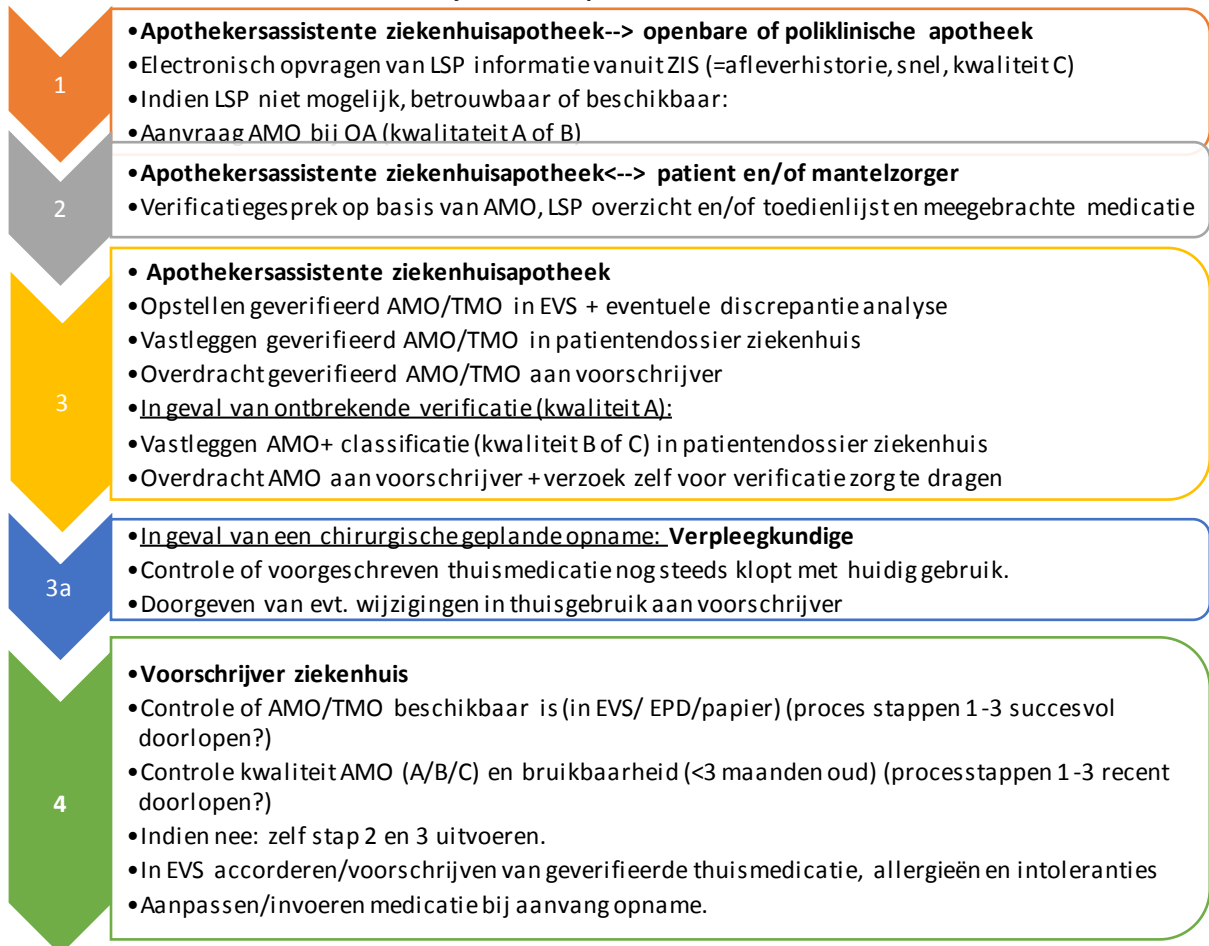 1
•Apothekersassistente ziekenhuisapotheek--> openbare of poliklinische apotheek
•Electronisch opvragen van LSP informatie vanuit ZIS (=afleverhistorie, snel, kwaliteit C)
•Indien LSP niet mogelijk, betrouwbaar of beschikbaar:
•Aanvraag AMO bij OA (kwalitateit A of B)
2
•Apothekersassistente ziekenhuisapotheek<--> patient en/of mantelzorger
•Verificatiegesprek op basis van AMO, LSP overzicht en/of toedienlijst en meegebrachte medicatie
3
• Apothekersassistente ziekenhuisapotheek
•Opstellen geverifieerd AMO/TMO in EVS + eventuele discrepantie analyse
•Vastleggen geverifieerd AMO/TMO in patientendossier ziekenhuis
•Overdracht geverifieerd AMO/TMO aan voorschrijver
•In geval van ontbrekende verificatie (kwaliteit A):
•Vastleggen AMO+ classificatie (kwaliteit B of C) in patientendossier ziekenhuis
•Overdracht AMO aan voorschrijver + verzoek zelf voor verificatie zorg te dragen
3a
•In geval van een chirurgische geplande opname: Verpleegkundige
•Controle of voorgeschreven thuismedicatie nog steeds klopt met huidig gebruik.
•Doorgeven van evt. wijzigingen in thuisgebruik aan voorschrijver
4
•Voorschrijver ziekenhuis
•Controle of AMO/TMO beschikbaar is (in EVS/ EPD/papier) (proces stappen 1-3 succesvol
doorlopen?)
•Controle kwaliteit AMO (A/B/C) en bruikbaarheid (<3 maanden oud) (processtappen 1-3 recent
doorlopen?)
•Indien nee: zelf stap 2 en 3 uitvoeren.
•In EVS accorderen/voorschrijven van geverifieerde thuismedicatie, allergieën en intoleranties
•Aanpassen/invoeren medicatie bij aanvang opname.